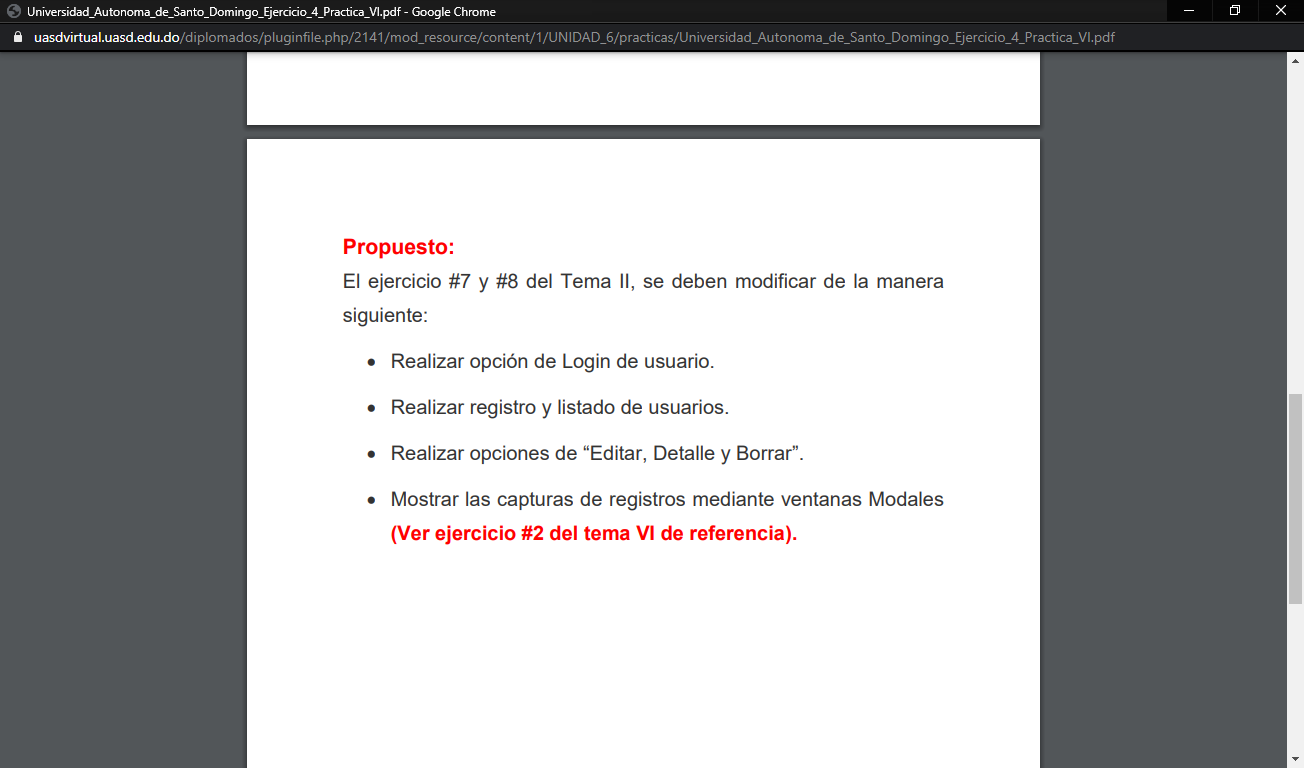 Universidad_Autonoma_de_Santo_Domingo_Ejercicio_4_Practica_VI.pdf - Google Chrome
uasdvirtual.uasd.edu.do/diplomados/pluginfile.php/2141/mod_resource/content/1/UNIDAD_6/practicas/Universidad_Autonoma_de_Santo_Domingo_Ejercicio_4_Practica_VI.pdf
Propuesto:
El ejercicio #7 y #8 del Tema II, se deben modificar de la manera
siguiente:
• Realizar opción de Login de usuario.
• Realizar registro y listado de usuarios.
• Realizar opciones de “Editar, Detalle y Borrar”.
• Mostrar las capturas de registros mediante ventanas Modales
(Ver ejercicio #2 del tema VI de referencia).